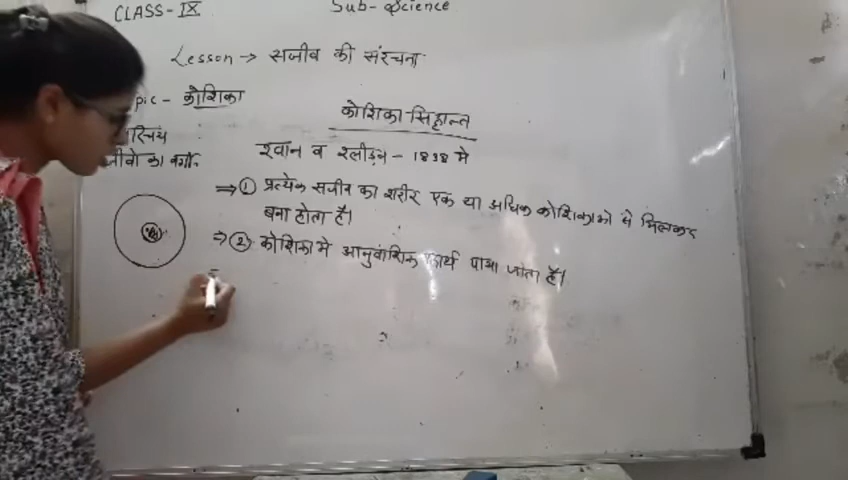 CLASS-IX
Sub- Science
Lesson → सजीव की संरचना
pic - कोशिका
कोशिका-सिद्धान्त
श्वान व श्लीडन - 1838 मे
⇒ ① प्रत्येक सजीव का शरीर एक या अधिक कोशिकाओ से मिलकर
बना होता है।
⇒ ② कोशिका मे आनुवांशिक कार्य पाया जाता है।